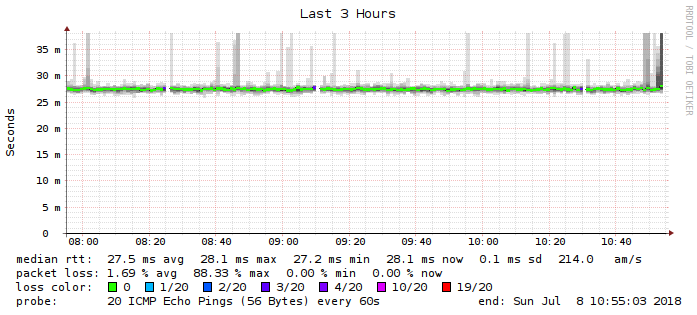 Last 3 Hours
RRDTOOL / TOBI OETIKER
Seconds
35 m
30 m
25 m
20 m
15 m
10 m
5 m
0
08:00 08:20 08:40 09:00 09:20 09:40 10:00 10:20 10:40
median rtt: 27.5 ms avg 28.1 ms max 27.2 ms min 28.1 ms now 0.1 ms sd 214.0 am/s
packet loss: 1.69 % avg 88.33 % max 0.00 % min 0.00 % now
loss color: 0 1/20 2/20 3/20 4/20 10/20 19/20
probe: 20 ICMP Echo Pings (56 Bytes) every 60s end: Sun Jul 8 10:55:03 2018